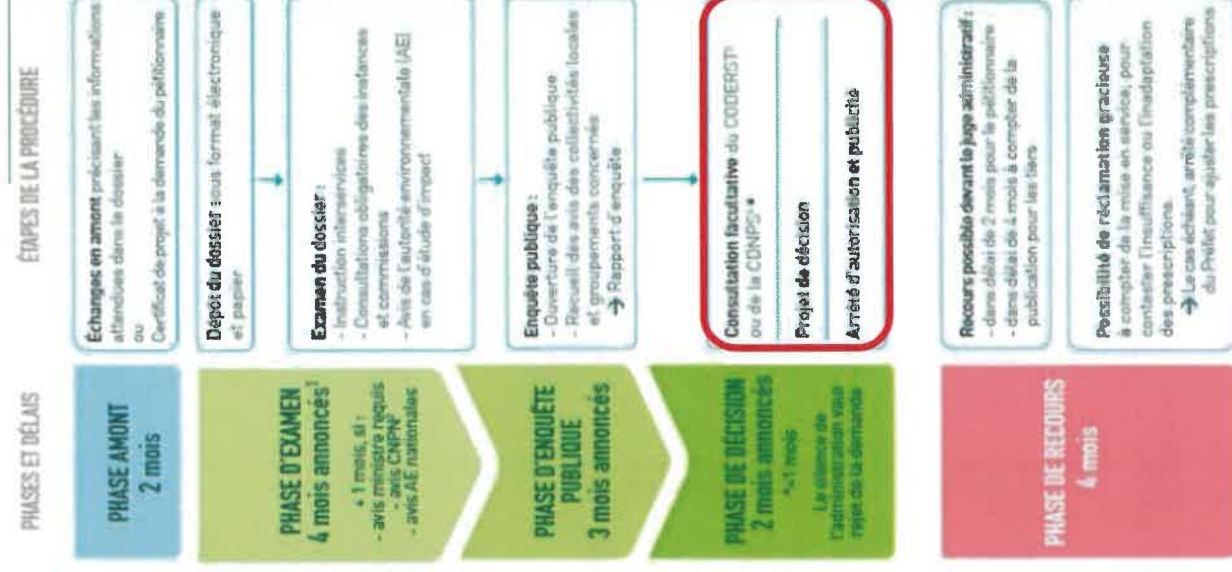 PHASES ET DÉLAIS
ÉTAPES DE LA PROCÉDURE
PHASE AMONT
2 mois
Échanges en amont précisant les informations
attendues dans le dossier
ou
Certificat de projet à la demande du pétitionnaire
Dépôt du dossier : sous format électronique
et papier
PHASE D'EXAMEN
4 mois annoncés¹
+ 1 mois, si :
- avis ministre requis
- avis CNPN²
- avis AE nationales
Examen du dossier :
- Instruction interservices
- Consultations obligatoires des instances
et commissions
- Avis de l'autorité environnementale (AE)
en cas d'étude d'impact
PHASE D'ENQUÊTE
PUBLIQUE
3 mois annoncés
Enquête publique :
- Ouverture de l'enquête publique
- Recueil des avis des collectivités locales
et groupements concernés
→ Rapport d'enquête
PHASE DE DÉCISION
2 mois annoncés
*+1 mois
Le silence de
l'administration vaut
rejet de la demande
Consultation facultative du CODERST³
ou de la CDNPS⁴ *
Projet de décision
Arrêté d'autorisation et publicité
PHASE DE RECOURS
4 mois
Recours possible devant le juge administratif :
- dans délai de 2 mois pour le pétitionnaire
- dans délai de 4 mois à compter de la
publication pour les tiers
Possibilité de réclamation gracieuse
à compter de la mise en service, pour
contester l'insuffisance ou l'inadaptation
des prescriptions.
→ Le cas échéant, arrêté complémentaire
du Préfet pour ajuster les prescriptions